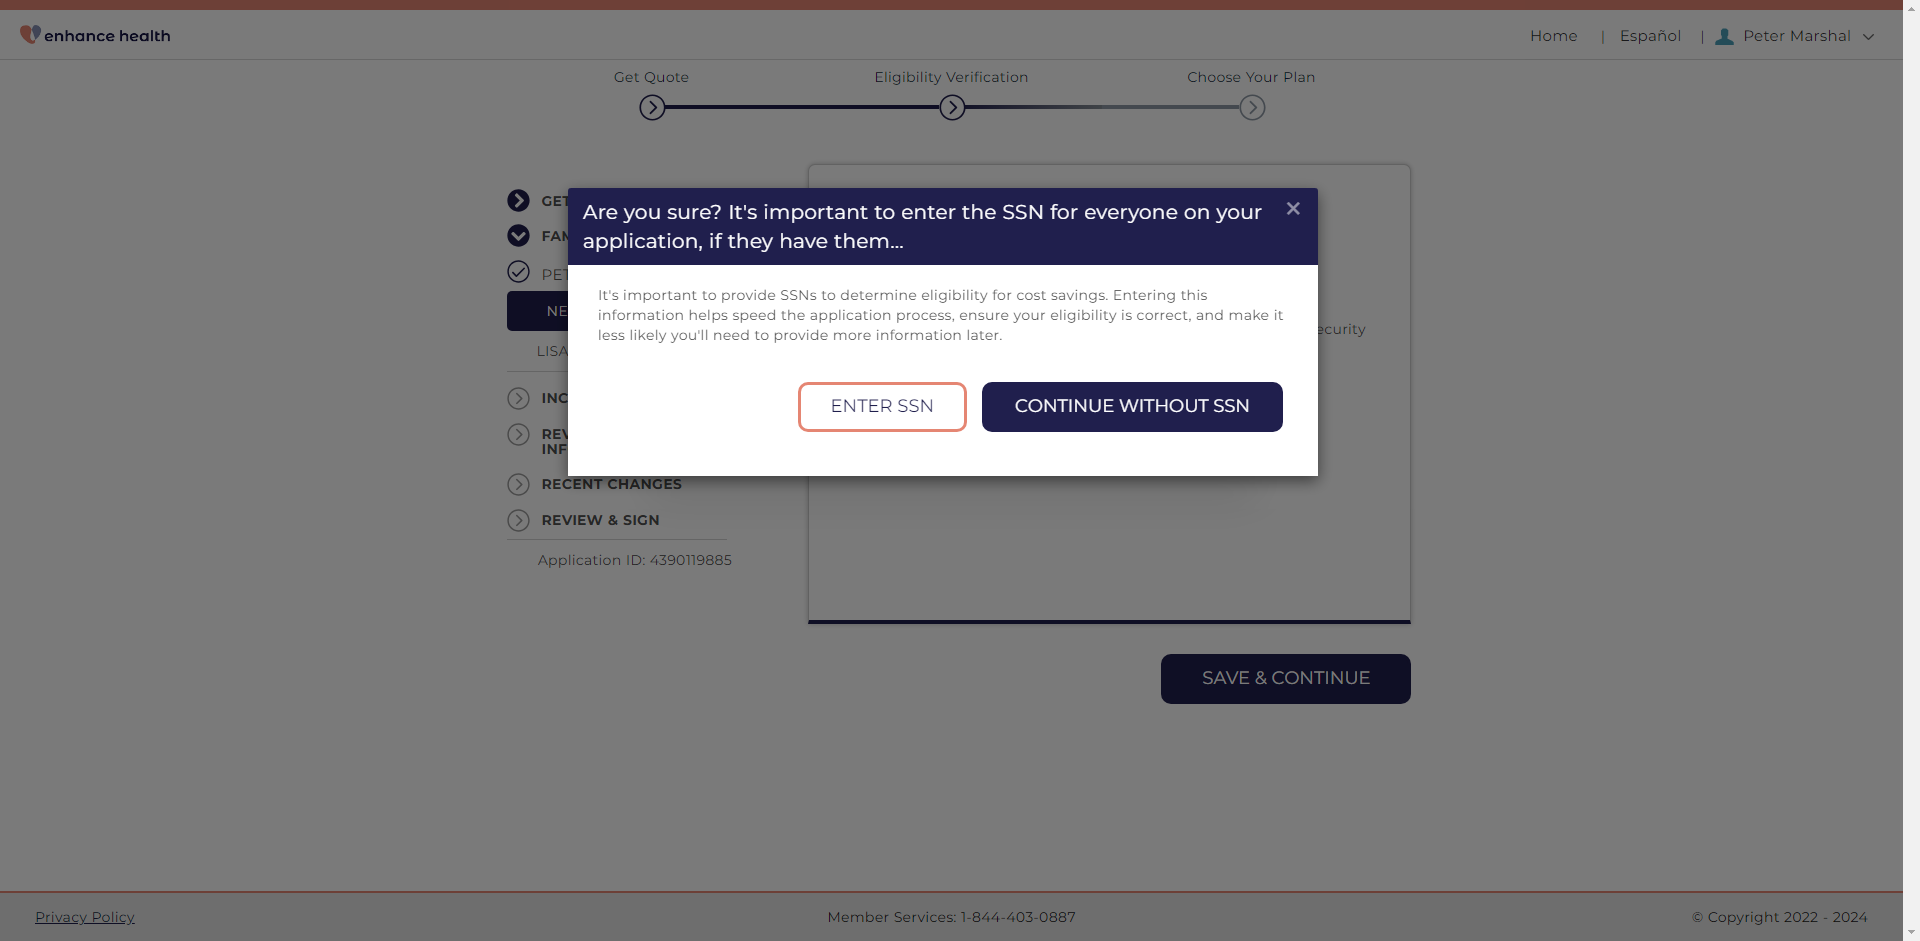 enhance health
Home | Español | Peter Marshal
Get Quote
Eligibility Verification
Choose Your Plan
GET
FAM
PET
NE
LISA
INC
REV
INF
RECENT CHANGES
REVIEW & SIGN
Application ID: 4390119885
Are you sure? It's important to enter the SSN for everyone on your
application, if they have them...
It's important to provide SSNs to determine eligibility for cost savings. Entering this
information helps speed the application process, ensure your eligibility is correct, and make it
less likely you'll need to provide more information later.
ENTER SSN
CONTINUE WITHOUT SSN
ecurity
SAVE & CONTINUE
Privacy Policy
Member Services: 1-844-403-0887
© Copyright 2022 - 2024